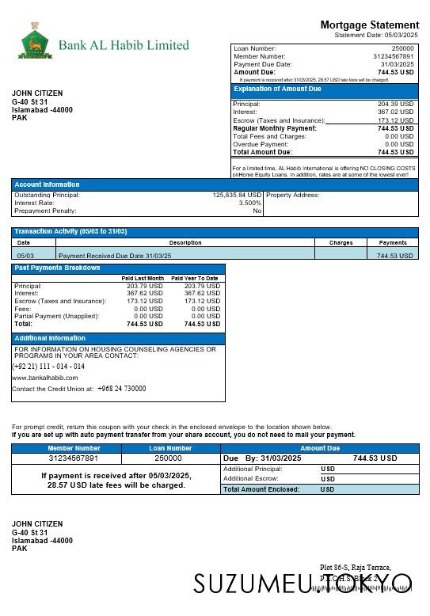 Mortgage Statement
Statement Date: 05/03/2025
Bank AL Habib Limited
Loan Number: 250000
Member Number: 31234567891
Payment Due Date: 31/03/2025
Amount Due: 744.53 USD
If payment is received after 31/03/2025, 28.57 USD late fees will be charged.
JOHN CITIZEN
G-40 St 31
Islamabad -44000
PAK
Explanation of Amount Due
Principal: 204.39 USD
Interest: 367.02 USD
Escrow (Taxes and Insurance): 173.12 USD
Regular Monthly Payment: 744.53 USD
Total Fees and Charges: 0.00 USD
Overdue Payment: 0.00 USD
Total Amount Due: 744.53 USD
For a limited time, AL Habib International is offering NO CLOSING COSTS
onHome Equity Loans. In addition, rates are at some of the lowest ever!
Account Information
Outstanding Principal: 125,835.84 USD Property Address:
Interest Rate: 3.500%
Prepayment Penalty: No
Transaction Activity (05/03 to 31/03)
Date Description Charges Payments
05/03 Payment Received Due Date 31/03/25 744.53 USD
Past Payments Breakdown
Paid Last Month Paid Year To Date
Principal: 203.79 USD 203.79 USD
Interest: 367.62 USD 367.62 USD
Escrow (Taxes and Insurance): 173.12 USD 173.12 USD
Fees: 0.00 USD 0.00 USD
Partial Payment (Unapplied): 0.00 USD 0.00 USD
Total: 744.53 USD 744.53 USD
Additional Information
FOR INFORMATION ON HOUSING COUNSELING AGENCIES OR
PROGRAMS IN YOUR AREA CONTACT:
(+92 21) 111 - 014 - 014
www.bankalhabib.com
Contact the Credit Union at: +968 24 730000
For prompt credit, return this coupon with your check in the enclosed envelope to the location shown below.
If you are set up with auto payment transfer from your share account, you do not need to mail your payment.
Member Number Loan Number Amount Due
31234567891 250000 Due By: 31/03/2025 744.53 USD
If payment is received after 05/03/2025,
28.57 USD late fees will be charged.
Additional Principal: USD
Additional Escrow: USD
Total Amount Enclosed: USD
JOHN CITIZEN
G-40 St 31
Islamabad -44000
PAK
Plot 86-S, Raja Terrace,
SUZUMEU.TOKYO